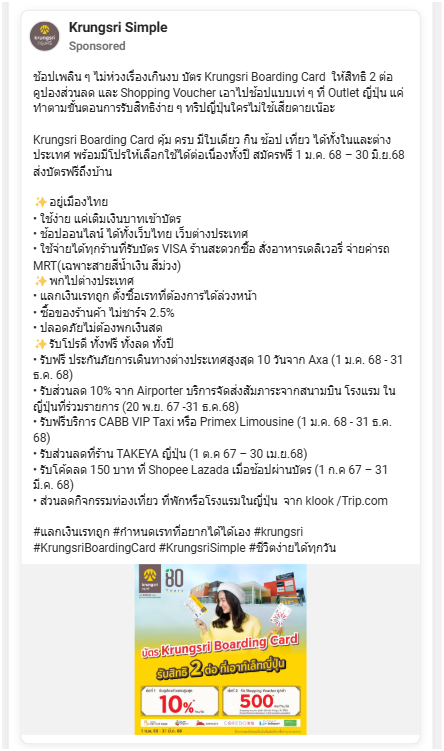 Krungsri Simple
Sponsored
ช้อปเพลิน ๆ ไม่ห่วงเรื่องเกินงบ บัตร Krungsri Boarding Card ให้สิทธิ 2 ต่อ
คูปองส่วนลด และ Shopping Voucher เอาไปช้อปแบบเท่ ๆ เอาที่ Outlet ญี่ปุ่น แค่
ทำตามขั้นตอนการรับสิทธิง่าย ๆ ทริปญี่ปุ่นใครไม่ใช้เสียดายเน้อะ
Krungsri Boarding Card คุ้ม ครบ มีใบเดียว กิน ช้อป เที่ยว ได้ทั้งในและต่าง
ประเทศ พร้อมมีโปรให้เลือกใช้ได้ต่อเนื่องทั้งปี สมัครฟรี 1 ม.ค. 68 – 30 มิ.ย.68
ส่งบัตรฟรีถึงบ้าน
✨อยู่เมืองไทย
• ใช้ง่าย แค่เติมเงินบาทเข้าบัตร
• ช้อปออนไลน์ ได้ทั้งเว็บไทย เว็บต่างประเทศ
• ใช้จ่ายได้ทุกร้านที่รับบัตร VISA ร้านสะดวกซื้อ สั่งอาหารเดลิเวอรี่ จ่ายค่ารถ
MRT(เฉพาะสายสีน้ำเงิน สีม่วง)
✨พกไปต่างประเทศ
• แลกเงินเรทถูก ตั้งซื้อเรทที่ต้องการได้ล่วงหน้า
• ซื้อของร้านค้า ไม่ชาร์จ 2.5%
• ปลอดภัยไม่ต้องพกเงินสด
✨รับโปรดี ทั้งฟรี ทั้งลด ทั้งปี
• รับฟรี ประกันภัยการเดินทางต่างประเทศสูงสุด 10 วันจาก Axa (1 ม.ค. 68 - 31
ธ.ค. 68)
• รับส่วนลด 10% จาก Airporter บริการจัดส่งสัมภาระจากสนามบิน โรงแรม ใน
ญี่ปุ่นที่ร่วมรายการ (20 พ.ย. 67 -31 ธ.ค.68)
• รับฟรีบริการ CABB VIP Taxi หรือ Primex Limousine (1 ม.ค. 68 - 31 ธ.ค.
68)
• รับส่วนลดที่ร้าน TAKEYA ญี่ปุ่น (1 ต.ค 67 – 30 เม.ย.68)
• รับโค้ดลด 150 บาท ที่ Shopee Lazada เมื่อช้อปผ่านบัตร (1 ก.ค 67 – 31
มี.ค. 68)
• ส่วนลดกิจกรรมท่องเที่ยว ที่พักหรือโรงแรมในญี่ปุ่น จาก klook /Trip.com
#แลกเงินเรทถูก #กำหนดเรทที่อยากได้ได้เอง #krungsri
#KrungsriBoardingCard #KrungsriSimple #ชีวิตง่ายได้ทุกวัน
krungsri
กรุงศรี
80
YEARS
บัตร Krungsri Boarding Card
รับสิทธิ 2 ต่อ ที่เอาท์เล็ทญี่ปุ่น
10%
500
1 ม.ค. 68 - 31 มี.ค. 68